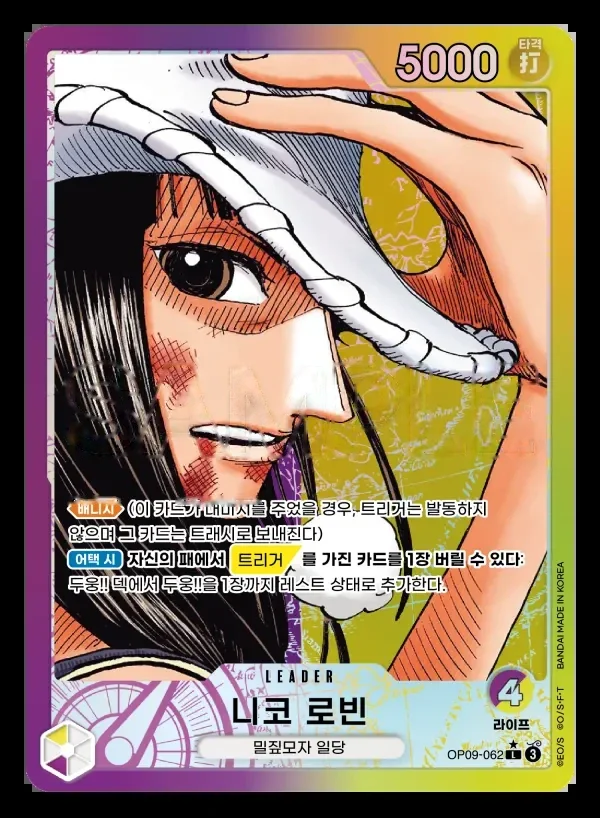 5000 타격
打
배니시 (이 카드가 대미지를 주었을 경우, 트리거는 발동하지
않으며 그 카드는 트래시로 보내진다)
어택 시 자신의 패에서 트리거 를 가진 카드를 1장 버릴 수 있다:
두웅!! 덱에서 두웅!!을 1장까지 레스트 상태로 추가한다.
LEADER
니코 로빈
4
라이프
밀짚모자 일당
OP09-062 L 3
©E.O/S ©O/S·F·T BANDAI MADE IN KOREA